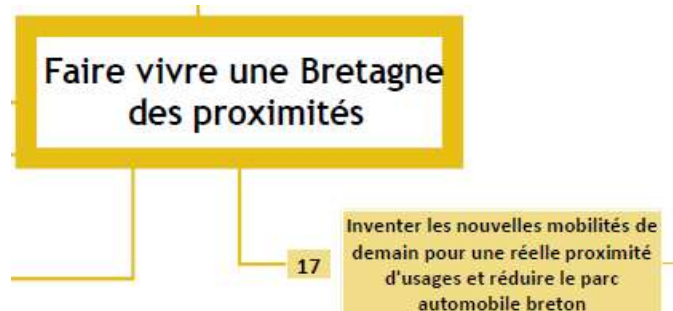 Faire vivre une Bretagne
des proximités
17
Inventer les nouvelles mobilités de
demain pour une réelle proximité
d'usages et réduire le parc
automobile breton